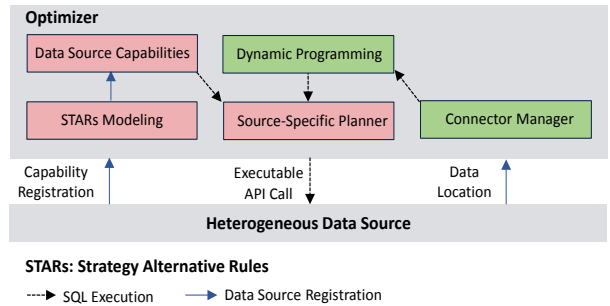 Optimizer
Data Source Capabilities
Dynamic Programming
STARs Modeling
Source-Specific Planner
Connector Manager
Capability
Registration
Executable
API Call
Data
Location
Heterogeneous Data Source
STARs: Strategy Alternative Rules
SQL Execution
Data Source Registration